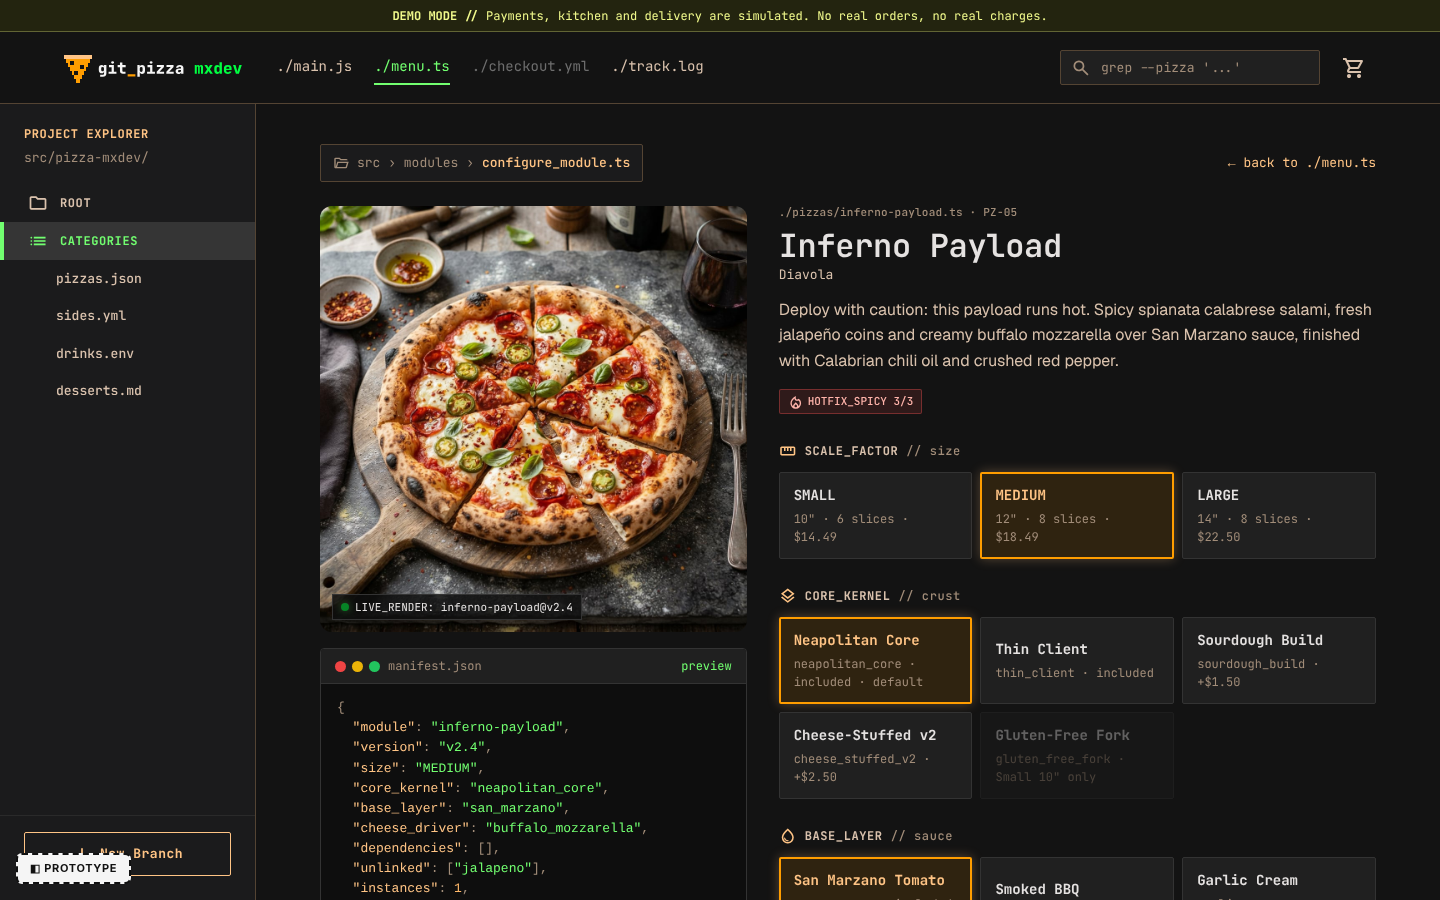 DEMO MODE // Payments, kitchen and delivery are simulated. No real orders, no real charges.
git_pizza mxdev
./main.js
./menu.ts
./checkout.yml
./track.log
grep --pizza '...'
PROJECT EXPLORER
src/pizza-mxdev/
ROOT
CATEGORIES
pizzas.json
sides.yml
drinks.env
desserts.md
Branch
PROTOTYPE
src › modules › configure_module.ts
← back to ./menu.ts
LIVE_RENDER: inferno-payload@v2.4
manifest.json
preview
{
"module": "inferno-payload",
"version": "v2.4",
"size": "MEDIUM",
"core_kernel": "neapolitan_core",
"base_layer": "san_marzano",
"cheese_driver": "buffalo_mozzarella",
"dependencies": [],
"unlinked": ["jalapeno"],
"instances": 1,
./pizzas/inferno-payload.ts · PZ-05
Inferno Payload
Diavola
Deploy with caution: this payload runs hot. Spicy spianata calabrese salami, fresh
jalapeño coins and creamy buffalo mozzarella over San Marzano sauce, finished
with Calabrian chili oil and crushed red pepper.
HOTFIX_SPICY 3/3
SCALE_FACTOR // size
SMALL
10" · 6 slices ·
$14.49
MEDIUM
12" · 8 slices ·
$18.49
LARGE
14" · 8 slices ·
$22.50
CORE_KERNEL // crust
Neapolitan Core
neapolitan_core ·
included · default
Thin Client
thin_client · included
Sourdough Build
sourdough_build ·
+$1.50
Cheese-Stuffed v2
cheese_stuffed_v2 ·
+$2.50
Gluten-Free Fork
gluten_free_fork ·
Small 10" only
BASE_LAYER // sauce
San Marzano Tomato
Smoked BBQ
Garlic Cream